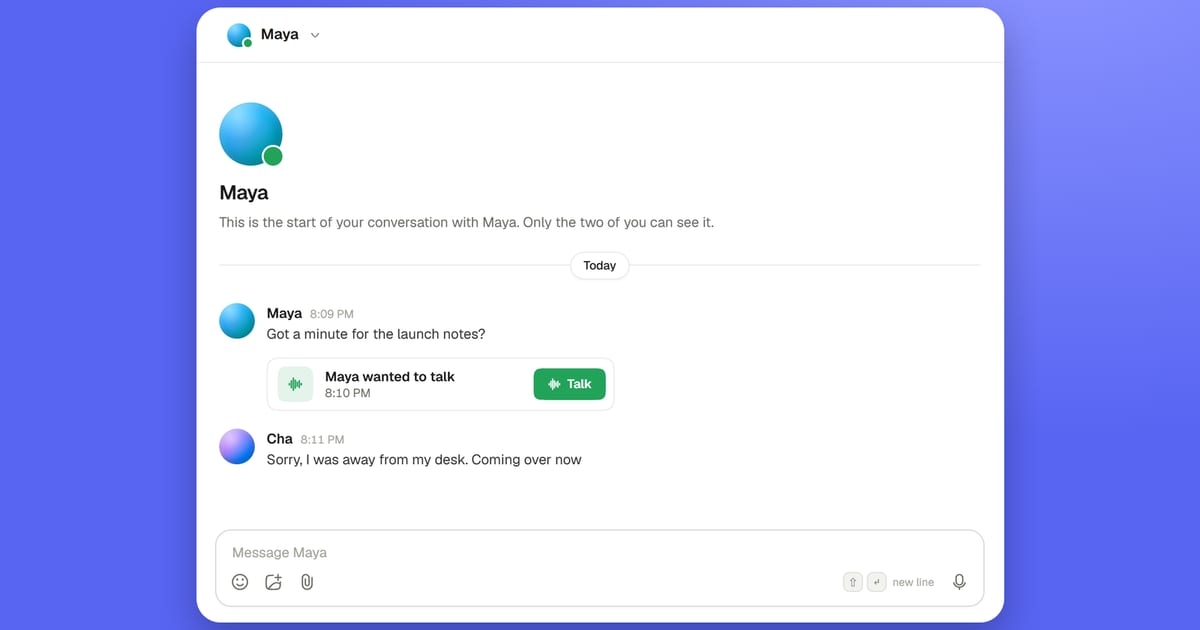 Maya
Maya
This is the start of your conversation with Maya. Only the two of you can see it.
Today
Maya 8:09 PM
Got a minute for the launch notes?
Maya wanted to talk
8:10 PM
Talk
Cha 8:11 PM
Sorry, I was away from my desk. Coming over now
Message Maya
⇧ ↵ new line